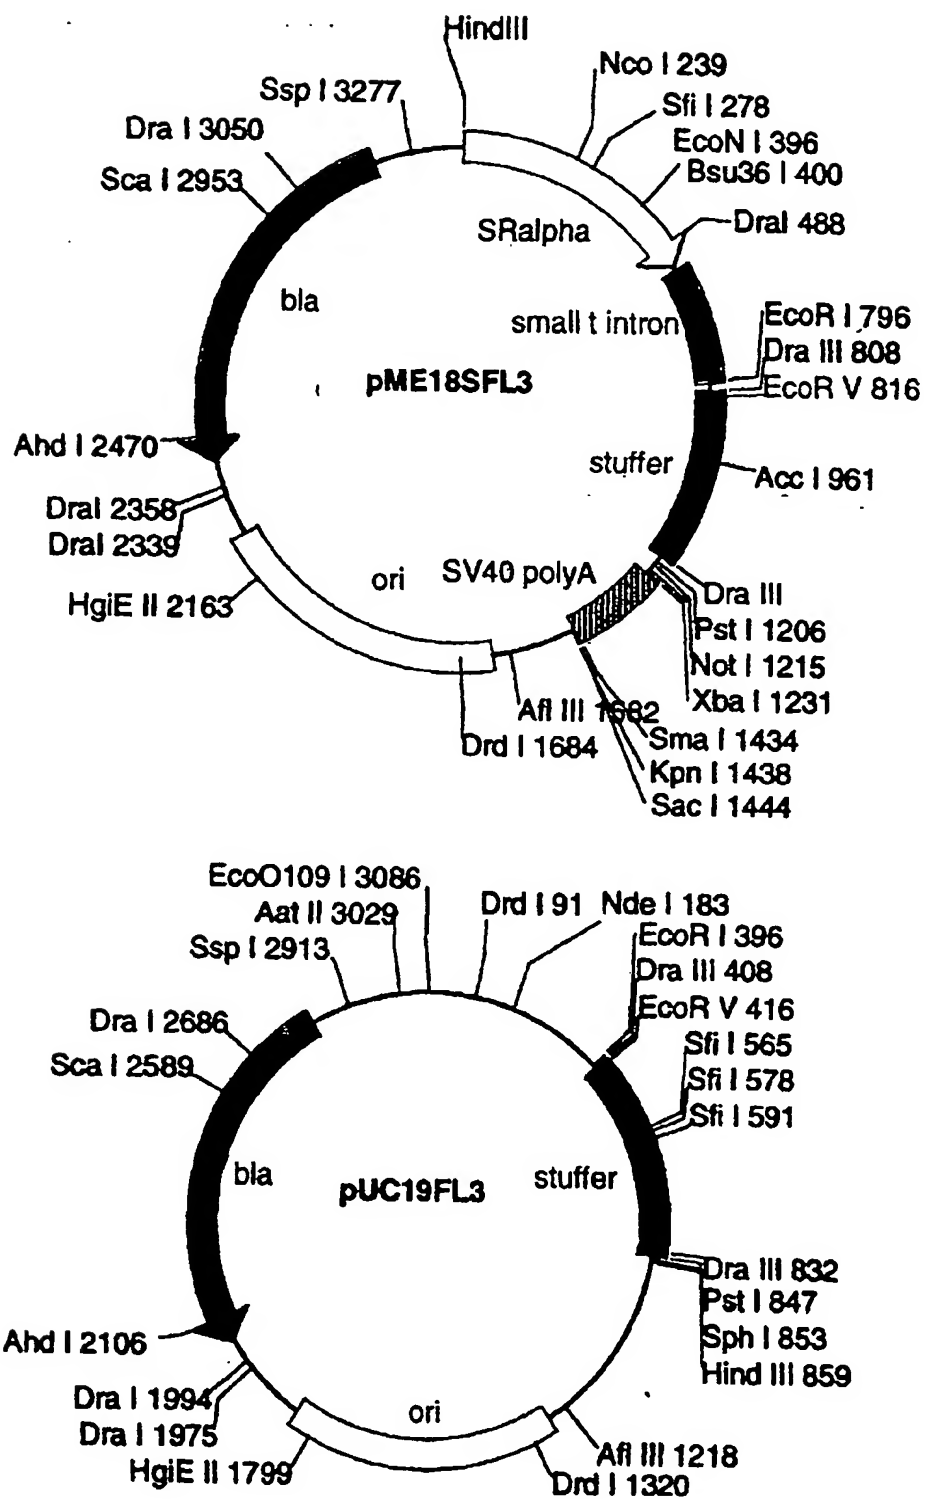 HindIII
Nco I 239
Ssp I 3277
Sfi I 278
Dra I 3050
EcoN I 396
Sca I 2953
Bsu36 I 400
SRalpha
DraI 488
bla
small t intron
EcoR I 796
Dra III 808
pME18SFL3
EcoR V 816
Ahd I 2470
stuffer
Acc I 961
DraI 2358
DraI 2339
ori
SV40 polyA
HgiE II 2163
Dra III
Pst I 1206
Not I 1215
Xba I 1231
Afl III 1682
Drd I 1684
Sma I 1434
Kpn I 1438
Sac I 1444
EcoO109 I 3086
Aat II 3029
Drd I 91
Nde I 183
Ssp I 2913
EcoR I 396
Dra III 408
EcoR V 416
Dra I 2686
Sca I 2589
Sfi I 565
Sfi I 578
Sfi I 591
bla
pUC19FL3
stuffer
Dra III 832
Pst I 847
Sph I 853
Hind III 859
Ahd I 2106
Dra I 1994
Dra I 1975
ori
HgiE II 1799
Afl III 1218
Drd I 1320